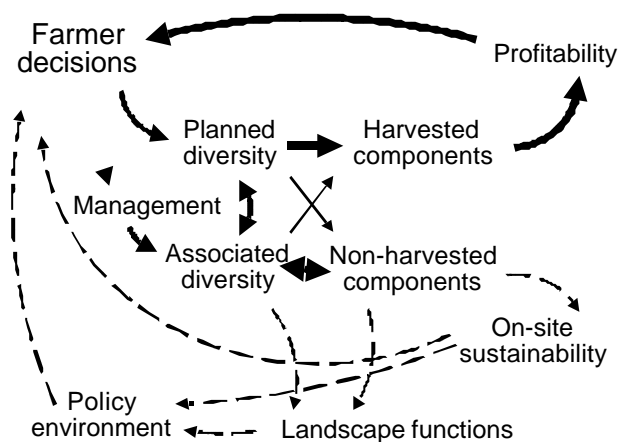 Farmer
decisions
Profitability
Planned
diversity
Harvested
components
Management
Associated
diversity
Non-harvested
components
On-site
sustainability
Policy
environment
Landscape functions